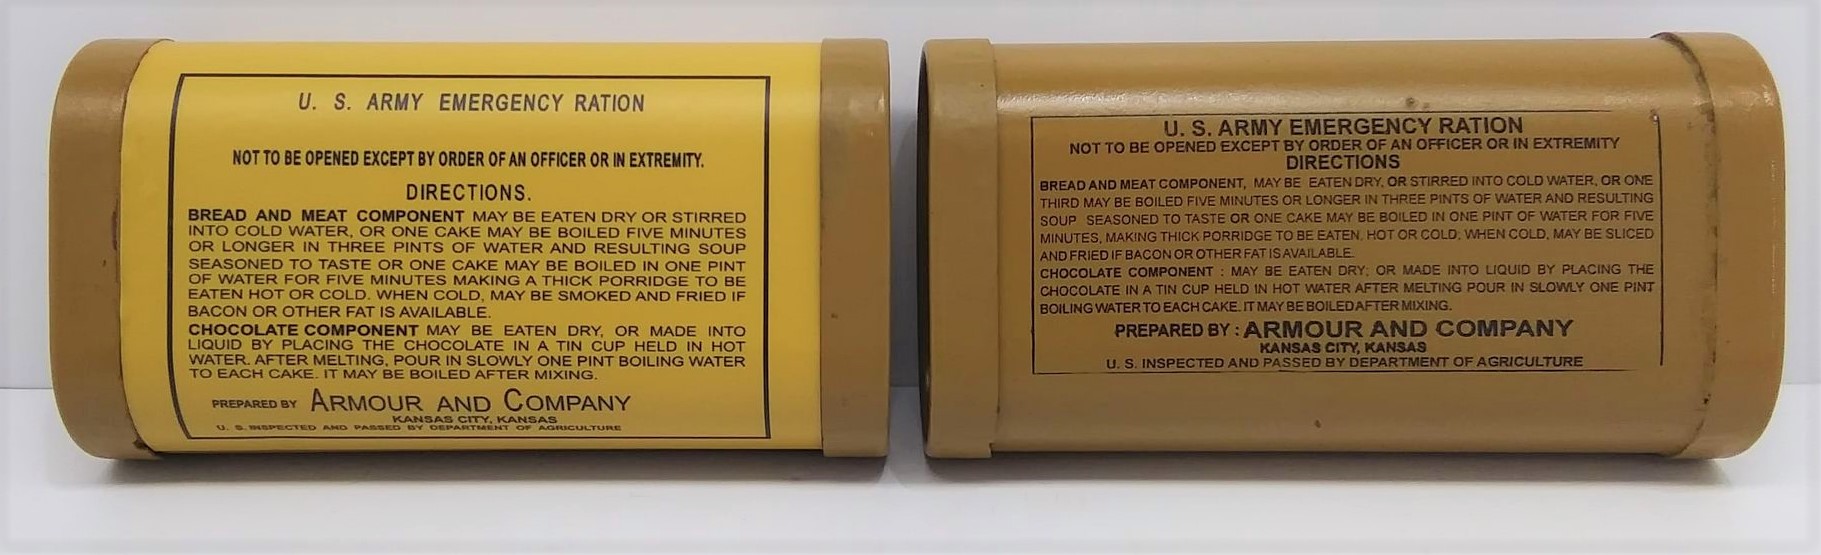 U. S. ARMY EMERGENCY RATION
NOT TO BE OPENED EXCEPT BY ORDER OF AN OFFICER OR IN EXTREMITY.
DIRECTIONS.
BREAD AND MEAT COMPONENT MAY BE EATEN DRY OR STIRRED
INTO COLD WATER, OR ONE CAKE MAY BE BOILED FIVE MINUTES
OR LONGER IN THREE PINTS OF WATER AND RESULTING SOUP
SEASONED TO TASTE OR ONE CAKE MAY BE BOILED IN ONE PINT
OF WATER FOR FIVE MINUTES MAKING A THICK PORRIDGE TO BE
EATEN HOT OR COLD. WHEN COLD, MAY BE SMOKED AND FRIED IF
BACON OR OTHER FAT IS AVAILABLE.
CHOCOLATE COMPONENT MAY BE EATEN DRY, OR MADE INTO
LIQUID BY PLACING THE CHOCOLATE IN A TIN CUP HELD IN HOT
WATER. AFTER MELTING, POUR IN SLOWLY ONE PINT BOILING WATER
TO EACH CAKE. IT MAY BE BOILED AFTER MIXING.
PREPARED BY ARMOUR AND COMPANY
KANSAS CITY, KANSAS
U. S. INSPECTED AND PASSED BY DEPARTMENT OF AGRICULTURE
U. S. ARMY EMERGENCY RATION
NOT TO BE OPENED EXCEPT BY ORDER OF AN OFFICER OR IN EXTREMITY
DIRECTIONS
BREAD AND MEAT COMPONENT, MAY BE EATEN DRY, OR STIRRED INTO COLD WATER, OR ONE
THIRD MAY BE BOILED FIVE MINUTES OR LONGER IN THREE PINTS OF WATER AND RESULTING
SOUP SEASONED TO TASTE OR ONE CAKE MAY BE BOILED IN ONE PINT OF WATER FOR FIVE
MINUTES, MAKING THICK PORRIDGE TO BE EATEN, HOT OR COLD; WHEN COLD, MAY BE SLICED
AND FRIED IF BACON OR OTHER FAT IS AVAILABLE.
CHOCOLATE COMPONENT : MAY BE EATEN DRY; OR MADE INTO LIQUID BY PLACING THE
CHOCOLATE IN A TIN CUP HELD IN HOT WATER AFTER MELTING POUR IN SLOWLY ONE PINT
BOILING WATER TO EACH CAKE. IT MAY BE BOILED AFTER MIXING.
PREPARED BY : ARMOUR AND COMPANY
KANSAS CITY, KANSAS
U. S. INSPECTED AND PASSED BY DEPARTMENT OF AGRICULTURE